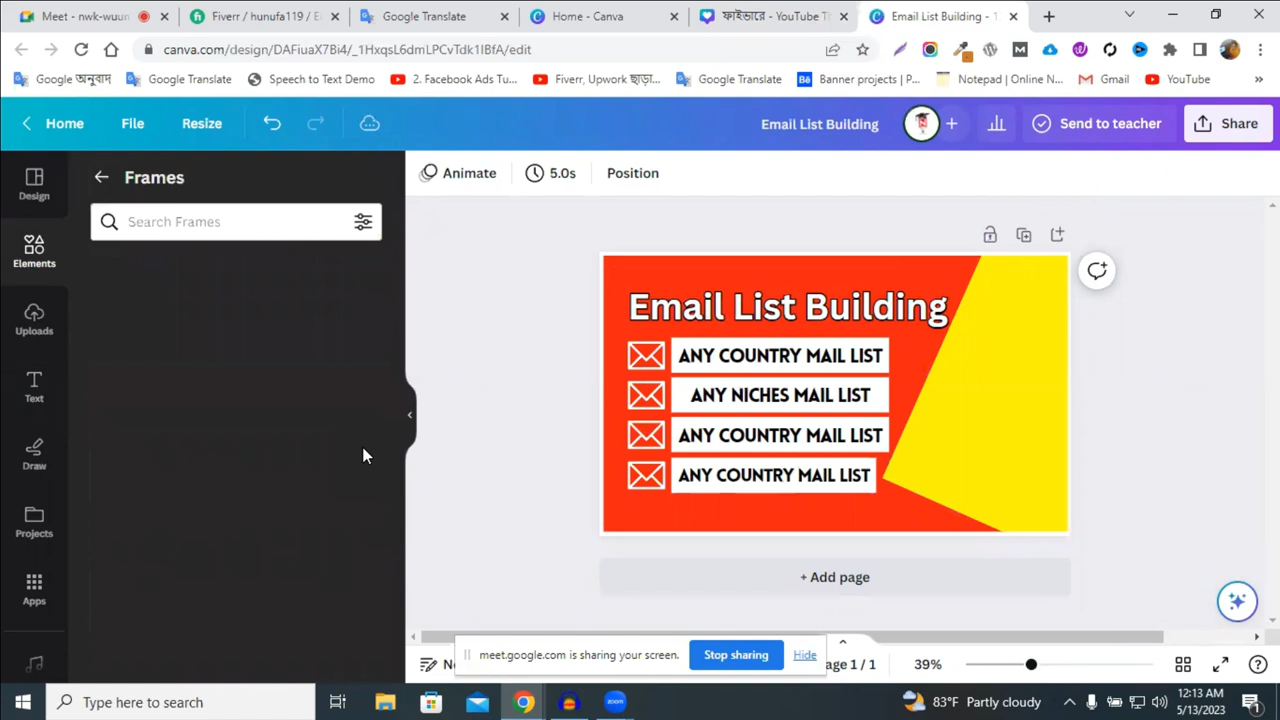 Meet - nwk-wuun
Fiverr / hunufa119 / E
Google Translate
Home - Canva
ফাইভারে - YouTube T
Email List Building - 1
canva.com/design/DAFiuaX7Bi4/_1HxqsL6dmLPCvTdk1lBfA/edit
Google অনুবাদ
Google Translate
Speech to Text Demo
2. Facebook Ads Tu...
Fiverr, Upwork ছাড়া...
Google Translate
Banner projects | P...
Notepad | Online N...
Gmail
YouTube
Home
File
Resize
Email List Building
Send to teacher
Share
Design
Elements
Uploads
Text
Draw
Projects
Apps
Frames
Search Frames
Animate
5.0s
Position
Email List Building
ANY COUNTRY MAIL LIST
ANY NICHES MAIL LIST
ANY COUNTRY MAIL LIST
ANY COUNTRY MAIL LIST
+ Add page
meet.google.com is sharing your screen.
Stop sharing
Hide
age 1 / 1
39%
Type here to search
zoom
83°F Partly cloudy
12:13 AM
5/13/2023